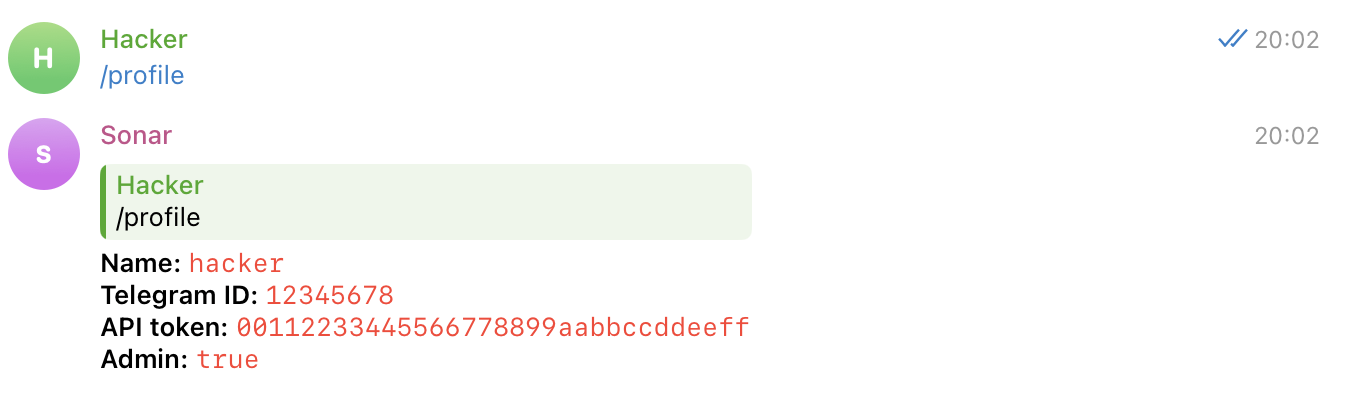 H
Hacker 20:02
/profile
S
Sonar 20:02
Hacker
/profile
Name: hacker
Telegram ID: 12345678
API token: 00112233445566778899aabbccddeeff
Admin: true